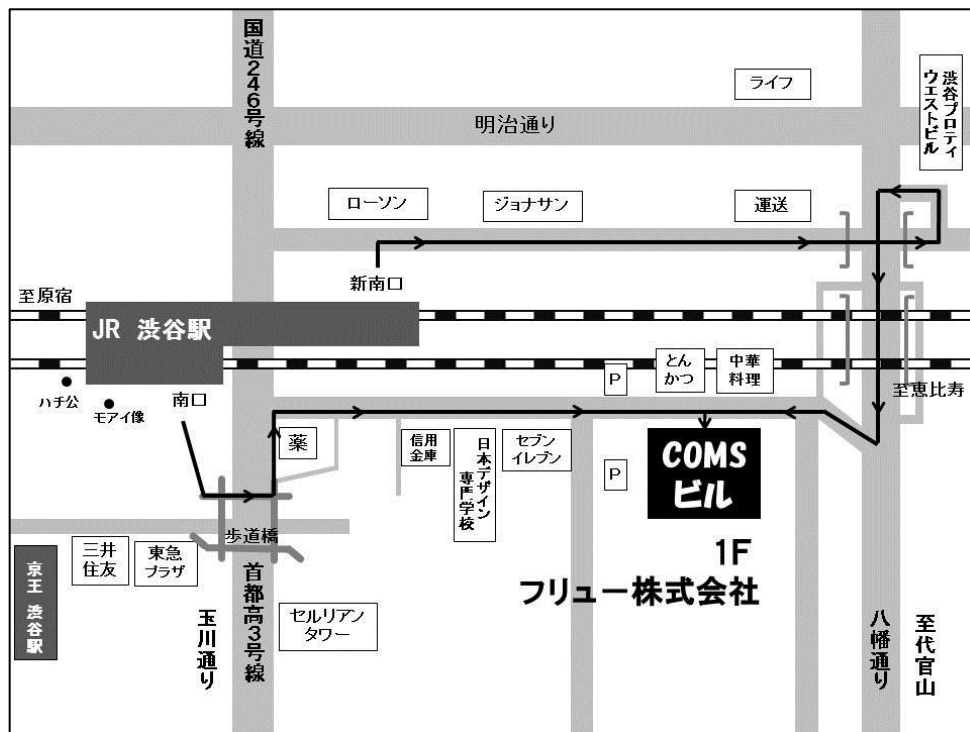 国道246号線
ライフ
渋谷プロティ
ウエストビル
明治通り
ローソン
ジョナサン
運送
新南口
至原宿
JR 渋谷駅
とん
かつ
中華
料理
P
至恵比寿
ハチ公
モアイ像
南口
薬
信用
金庫
日本デザイン
専門学校
セブン
イレブン
P
COMS
ビル
歩道橋
三井
住友
東急
プラザ
1F
フリュー株式会社
京王 渋谷駅
玉川通り
首都高3号線
セルリアン
タワー
八幡通り
至代官山